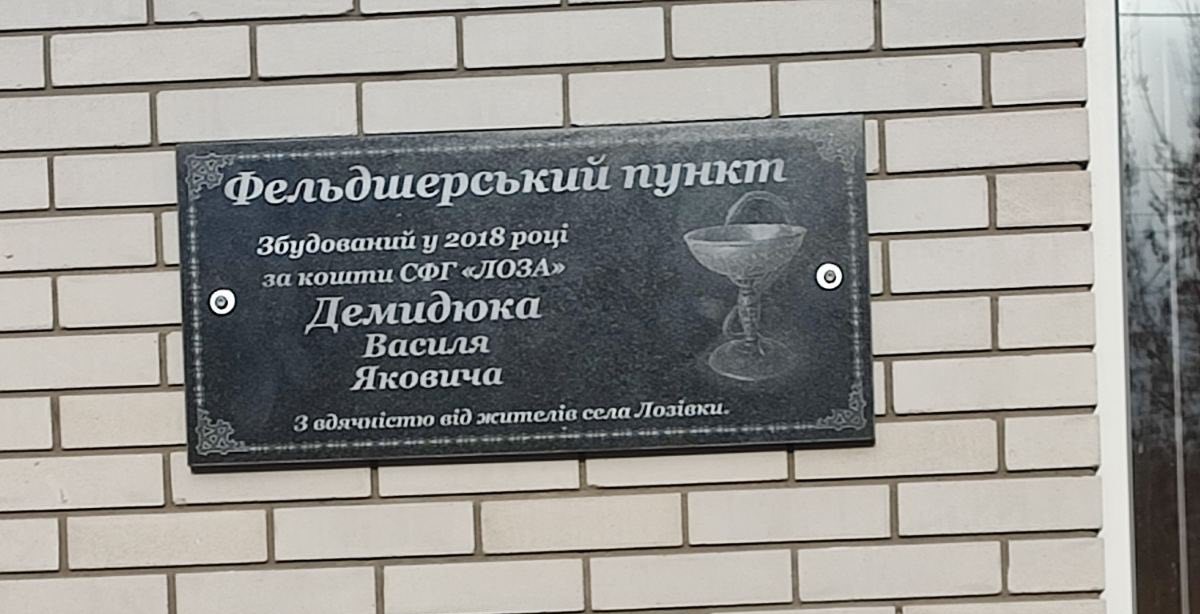 Фельдшерський пункт
Збудований у 2018 році
за кошти СФГ «ЛОЗА»
Демидюка
Василя
Яковича
З вдячністю від жителів села Лозівки.